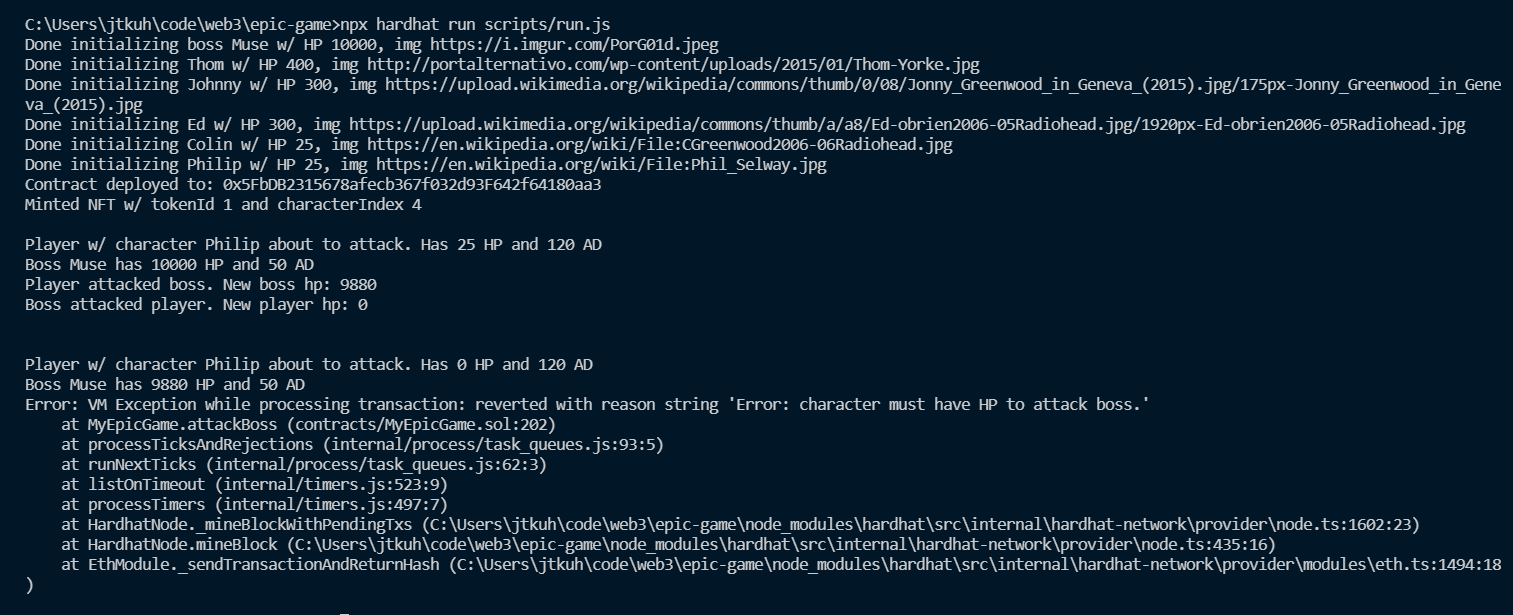 C:\Users\jtkuh\code\web3\epic-game>npx hardhat run scripts/run.js
Done initializing boss Muse w/ HP 10000, img https://i.imgur.com/PorG01d.jpeg
Done initializing Thom w/ HP 400, img http://portalternativo.com/wp-content/uploads/2015/01/Thom-Yorke.jpg
Done initializing Johnny w/ HP 300, img https://upload.wikimedia.org/wikipedia/commons/thumb/0/08/Jonny_Greenwood_in_Geneva_(2015).jpg/175px-Jonny_Greenwood_in_Gene
va_(2015).jpg
Done initializing Ed w/ HP 300, img https://upload.wikimedia.org/wikipedia/commons/thumb/a/a8/Ed-obrien2006-05Radiohead.jpg/1920px-Ed-obrien2006-05Radiohead.jpg
Done initializing Colin w/ HP 25, img https://en.wikipedia.org/wiki/File:CGreenwood2006-06Radiohead.jpg
Done initializing Philip w/ HP 25, img https://en.wikipedia.org/wiki/File:Phil_Selway.jpg
Contract deployed to: 0x5FbDB2315678afecb367f032d93F642f64180aa3
Minted NFT w/ tokenId 1 and characterIndex 4
Player w/ character Philip about to attack. Has 25 HP and 120 AD
Boss Muse has 10000 HP and 50 AD
Player attacked boss. New boss hp: 9880
Boss attacked player. New player hp: 0
Player w/ character Philip about to attack. Has 0 HP and 120 AD
Boss Muse has 9880 HP and 50 AD
Error: VM Exception while processing transaction: reverted with reason string 'Error: character must have HP to attack boss.'
at MyEpicGame.attackBoss (contracts/MyEpicGame.sol:202)
at processTicksAndRejections (internal/process/task_queues.js:93:5)
at runNextTicks (internal/process/task_queues.js:62:3)
at listOnTimeout (internal/timers.js:523:9)
at processTimers (internal/timers.js:497:7)
at HardhatNode._mineBlockWithPendingTxs (C:\Users\jtkuh\code\web3\epic-game\node_modules\hardhat\src\internal\hardhat-network\provider\node.ts:1602:23)
at HardhatNode.mineBlock (C:\Users\jtkuh\code\web3\epic-game\node_modules\hardhat\src\internal\hardhat-network\provider\node.ts:435:16)
at EthModule._sendTransactionAndReturnHash (C:\Users\jtkuh\code\web3\epic-game\node_modules\hardhat\src\internal\hardhat-network\provider\modules\eth.ts:1494:18
)